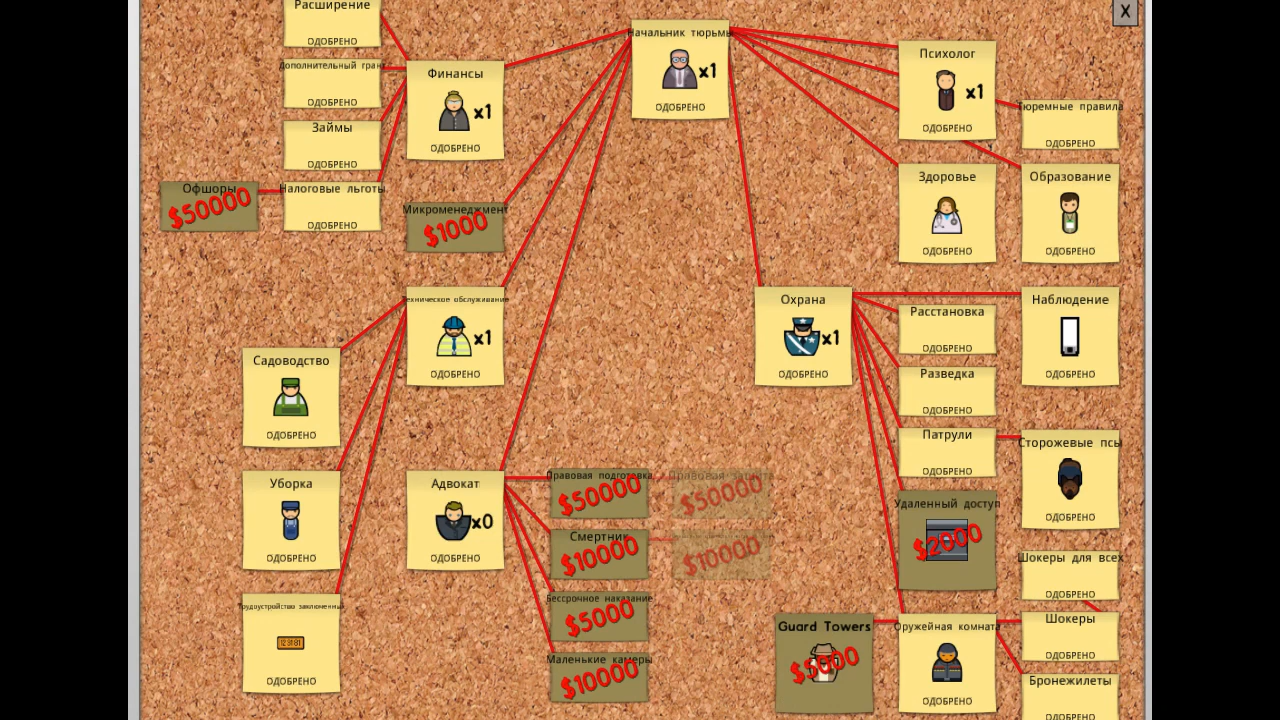 Расширение
ОДОБРЕНО
Дополнительный грант
ОДОБРЕНО
Займы
ОДОБРЕНО
Налоговые льготы
ОДОБРЕНО
Офшоры
$50000
Финансы
x1
ОДОБРЕНО
Микроменеджмент
$1000
Начальник тюрьмы
x1
ОДОБРЕНО
X
Психолог
x1
ОДОБРЕНО
Тюремные правила
ОДОБРЕНО
Здоровье
ОДОБРЕНО
Образование
ОДОБРЕНО
Техническое обслуживание
x1
ОДОБРЕНО
Садоводство
ОДОБРЕНО
Уборка
ОДОБРЕНО
Трудоустройство заключенных
ОДОБРЕНО
Адвокат
x0
ОДОБРЕНО
Правовая подготовка
$50000
Правовая защита
$50000
Смертник
$10000
$10000
Бессрочное наказание
$5000
Маленькие камеры
$10000
Охрана
x1
ОДОБРЕНО
Наблюдение
ОДОБРЕНО
Расстановка
ОДОБРЕНО
Разведка
ОДОБРЕНО
Патрули
ОДОБРЕНО
Сторожевые псы
ОДОБРЕНО
Удаленный доступ
$2000
Шокеры для всех
ОДОБРЕНО
Guard Towers
$5000
Оружейная комната
ОДОБРЕНО
Шокеры
ОДОБРЕНО
Бронежилеты
ОДОБРЕНО